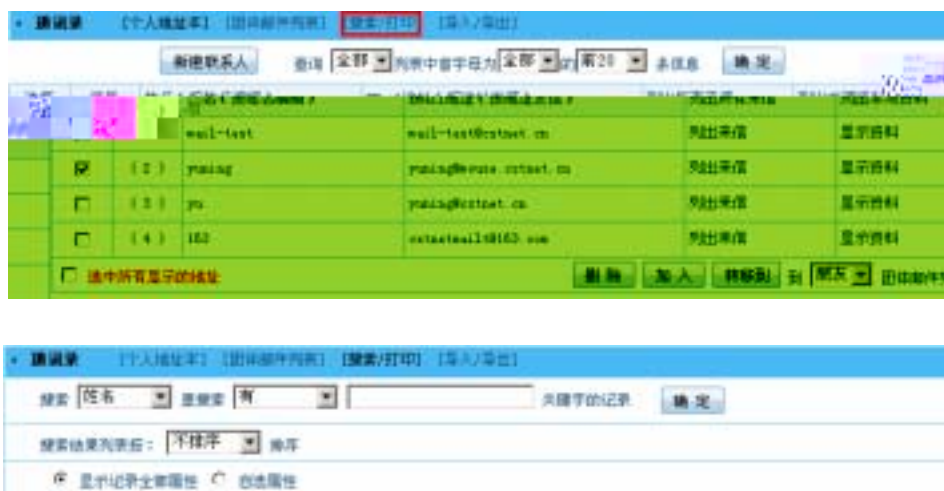 通讯录 [个人地址本] [团体邮件列表] [搜索/打印] [导入/导出]
新建联系人 查询 全部 列表中首字母为 全部 的 前20 条信息 确定
mail-test mail-test@cstnet.cn 列出来信 显示资料
(2) yuming 列出来信 显示资料
(3) yu yuming@cstnet.cn 列出来信 显示资料
(4) 163 cstnetmail@163.com 列出来信 显示资料
选中所有显示的地址 删除 加入 转移到 到 朋友 团体邮件
通讯录 [个人地址本] [团体邮件列表] [搜索/打印] [导入/导出]
搜索 姓名 里搜索 有 关键字的记录 确定
搜索结果列表按: 不排序 排序
显示记录全部属性 自选属性